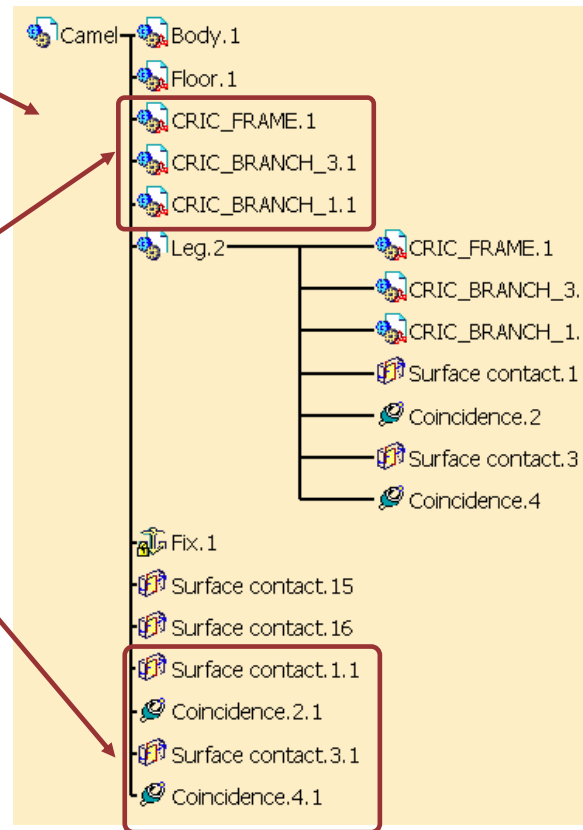 Camel
Body.1
Floor.1
CRIC_FRAME.1
CRIC_BRANCH_3.1
CRIC_BRANCH_1.1
Leg.2
CRIC_FRAME.1
CRIC_BRANCH_3.
CRIC_BRANCH_1.
Surface contact.1
Coincidence.2
Surface contact.3
Coincidence.4
Fix.1
Surface contact.15
Surface contact.16
Surface contact.1.1
Coincidence.2.1
Surface contact.3.1
Coincidence.4.1